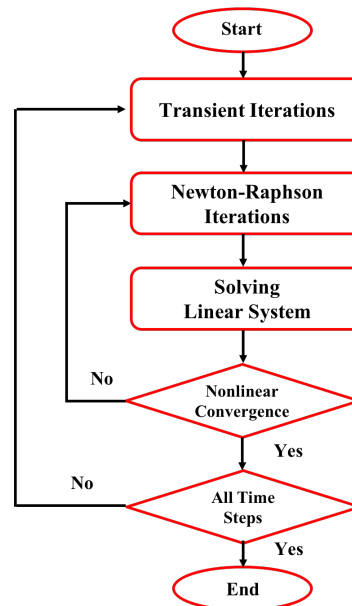 Start
Transient Iterations
Newton-Raphson
Iterations
Solving
Linear System
No
Nonlinear
Convergence
Yes
No
All Time
Steps
Yes
End